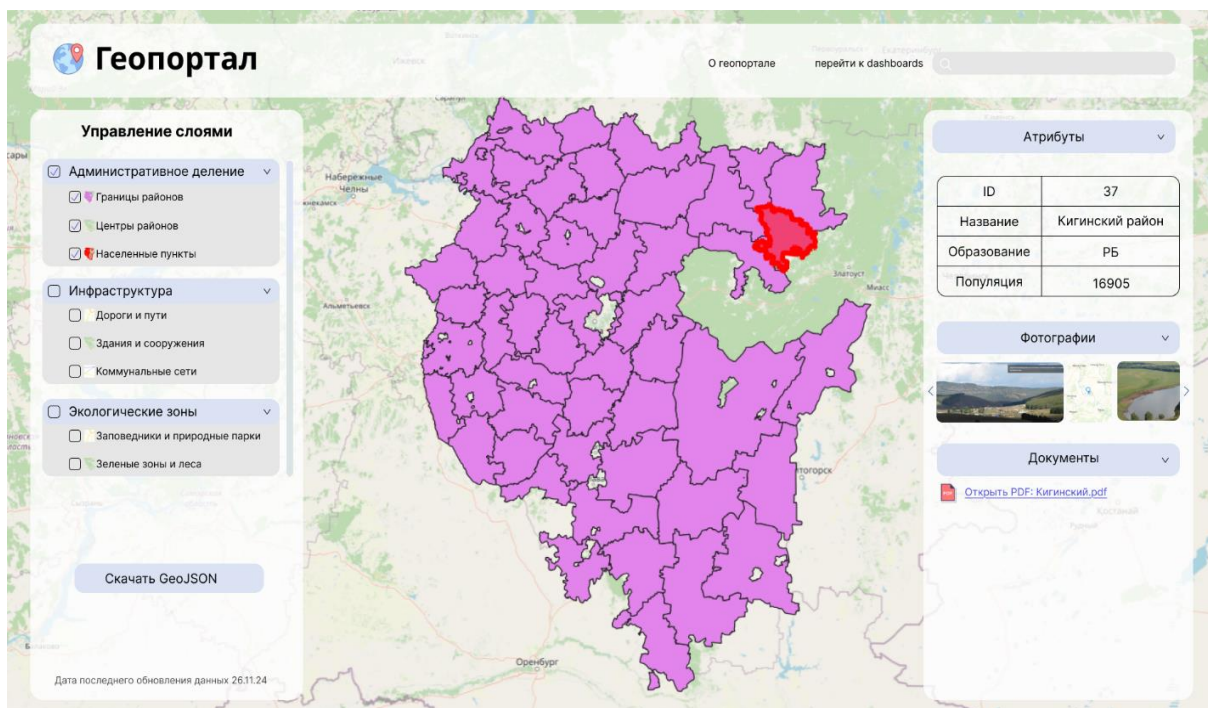 Геопортал
О геопортале
перейти к dashboards
Управление слоями
Административное деление
Границы районов
Центры районов
Населенные пункты
Инфраструктура
Дороги и пути
Здания и сооружения
Коммунальные сети
Экологические зоны
Заповедники и природные парки
Зеленые зоны и леса
Скачать GeoJSON
Дата последнего обновления данных 26.11.24
Ижевск
Екатеринбург
Сарапул
Набережные
Челны
Альметьевск
Златоуст
Миасс
Оренбург
Костанай
Атрибуты
ID 37
Название Кигинский район
Образование РБ
Популяция 16905
Фотографии
Документы
PDF
Открыть PDF: Кигинский.pdf